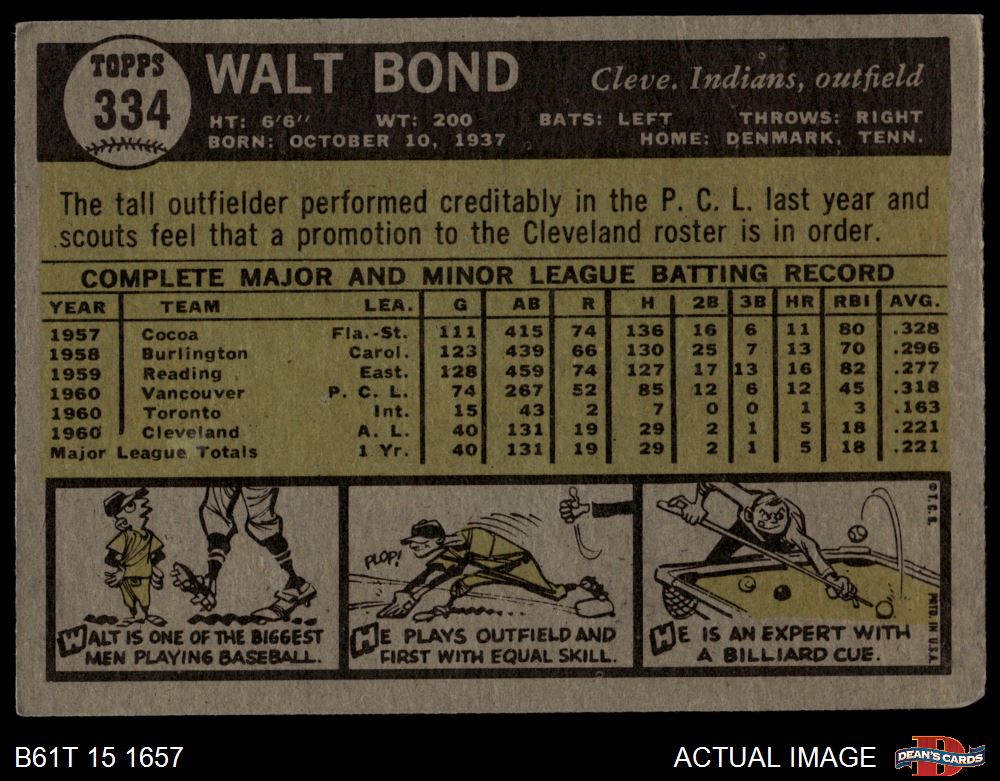 TOPPS
334
WALT BOND
Cleve. Indians, outfield
HT: 6'6" WT: 200 BATS: LEFT THROWS: RIGHT
BORN: OCTOBER 10, 1937 HOME: DENMARK, TENN.
The tall outfielder performed creditably in the P. C. L. last year and
scouts feel that a promotion to the Cleveland roster is in order.
COMPLETE MAJOR AND MINOR LEAGUE BATTING RECORD
YEAR TEAM LEA. G AB R H 2B 3B HR RBI AVG.
1957 Cocoa Fla.-St. 111 415 74 136 16 6 11 80 .328
1958 Burlington Carol. 123 439 66 130 25 7 13 70 .296
1959 Reading East. 128 459 74 127 17 13 16 82 .277
1960 Vancouver P. C. L. 74 267 52 85 12 6 12 45 .318
1960 Toronto Int. 15 43 2 7 0 0 1 3 .163
1960 Cleveland A. L. 40 131 19 29 2 1 5 18 .221
Major League Totals 1 Yr. 40 131 19 29 2 1 5 18 .221
WALT IS ONE OF THE BIGGEST
MEN PLAYING BASEBALL.
PLOP!
HE PLAYS OUTFIELD AND
FIRST WITH EQUAL SKILL.
HE IS AN EXPERT WITH
A BILLIARD CUE.
© T.C.G. PRTD IN U.S.A.
B61T 15 1657
ACTUAL IMAGE
D
DEAN'S CARDS